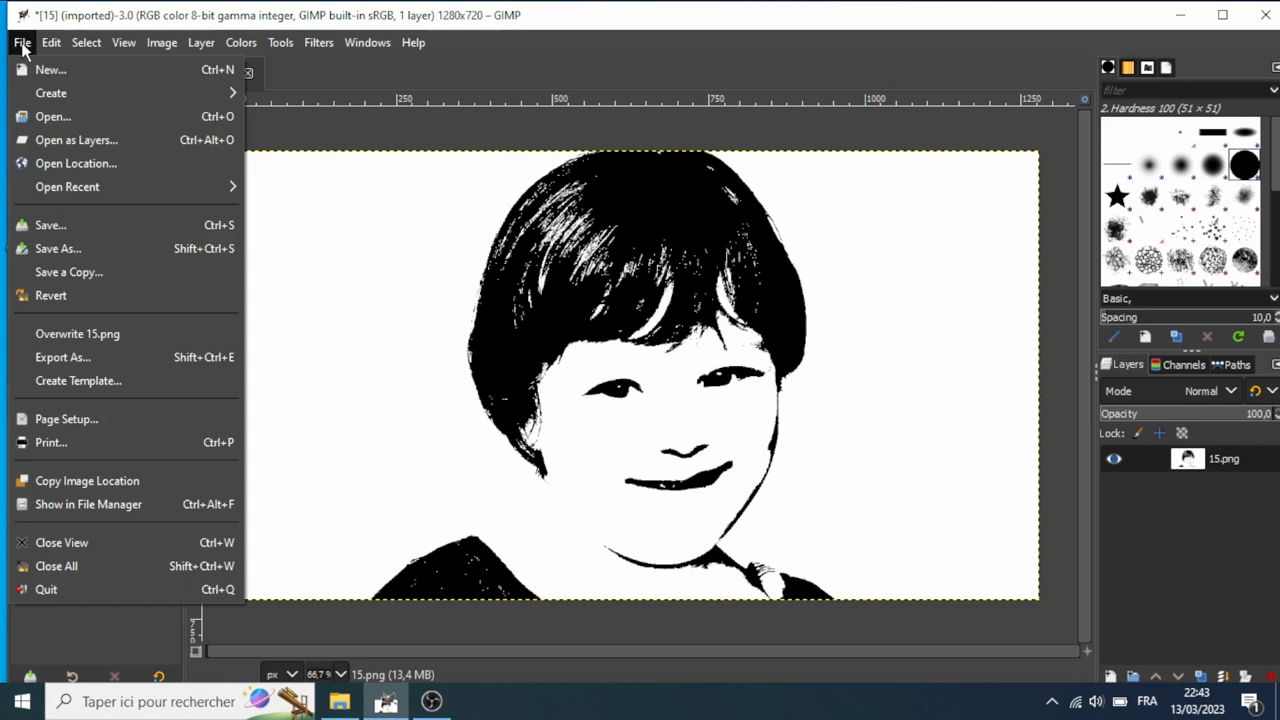 *[15] (imported)-3.0 (RGB color 8-bit gamma integer, GIMP built-in sRGB, 1 layer) 1280x720 – GIMP
File Edit Select View Image Layer Colors Tools Filters Windows Help
New... Ctrl+N
Create
Open... Ctrl+O
Open as Layers... Ctrl+Alt+O
Open Location...
Open Recent
Save... Ctrl+S
Save As... Shift+Ctrl+S
Save a Copy...
Revert
Overwrite 15.png
Export As... Shift+Ctrl+E
Create Template...
Page Setup...
Print... Ctrl+P
Copy Image Location
Show in File Manager Ctrl+Alt+F
Close View Ctrl+W
Close All Shift+Ctrl+W
Quit Ctrl+Q
250 500 750 1000 1250
750
px 66,7 % 15.png (13,4 MB)
filter
2. Hardness 100 (51 × 51)
Basic,
Spacing 10,0
Layers Channels Paths
Mode Normal
Opacity 100,0
Lock:
15.png
Taper ici pour rechercher
FRA
22:43
13/03/2023
1